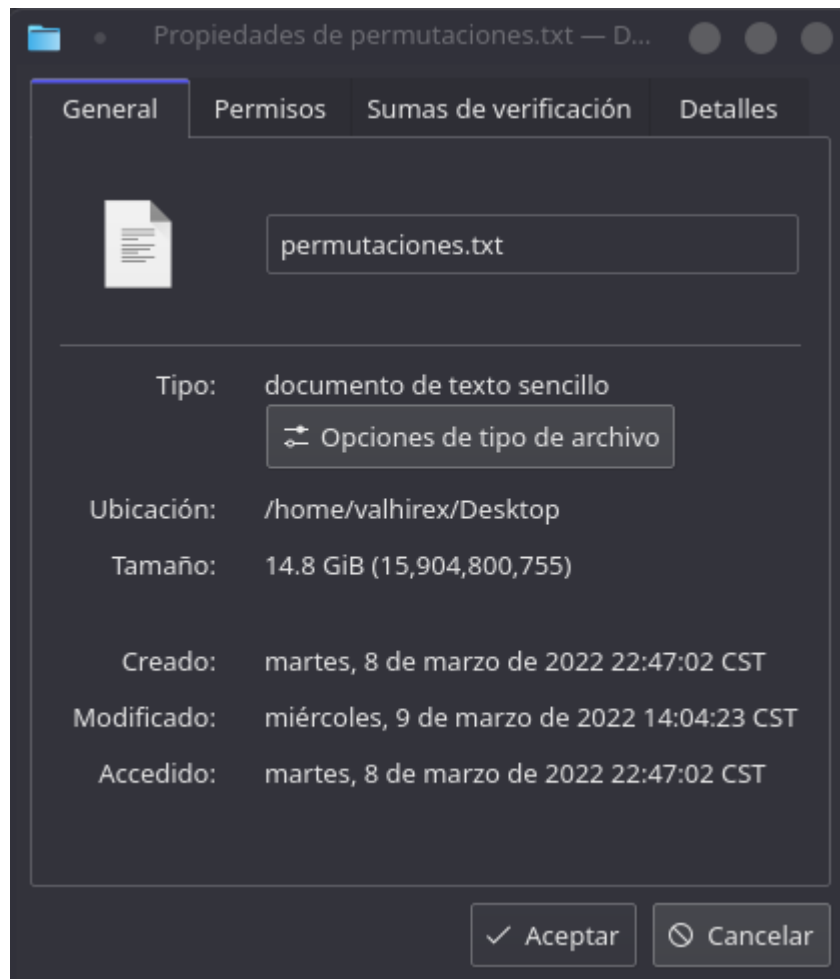 Propiedades de permutaciones.txt — D...
General Permisos Sumas de verificación Detalles
permutaciones.txt
Tipo: documento de texto sencillo
Opciones de tipo de archivo
Ubicación: /home/valhirex/Desktop
Tamaño: 14.8 GiB (15,904,800,755)
Creado: martes, 8 de marzo de 2022 22:47:02 CST
Modificado: miércoles, 9 de marzo de 2022 14:04:23 CST
Accedido: martes, 8 de marzo de 2022 22:47:02 CST
Aceptar Cancelar